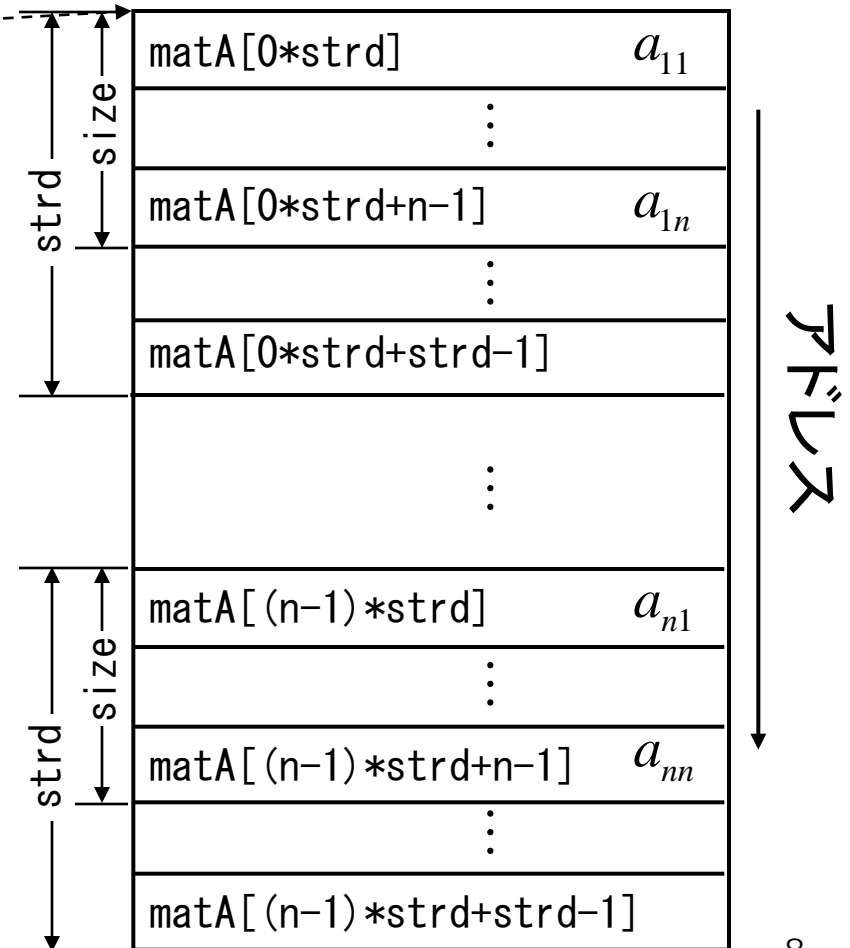 matA[0*strd] a₁₁
⋮
matA[0*strd+n-1] a₁ₙ
⋮
matA[0*strd+strd-1]
⋮
matA[(n-1)*strd] aₙ₁
⋮
matA[(n-1)*strd+n-1] aₙₙ
⋮
matA[(n-1)*strd+strd-1]
strd
size
strd
size
アドレス